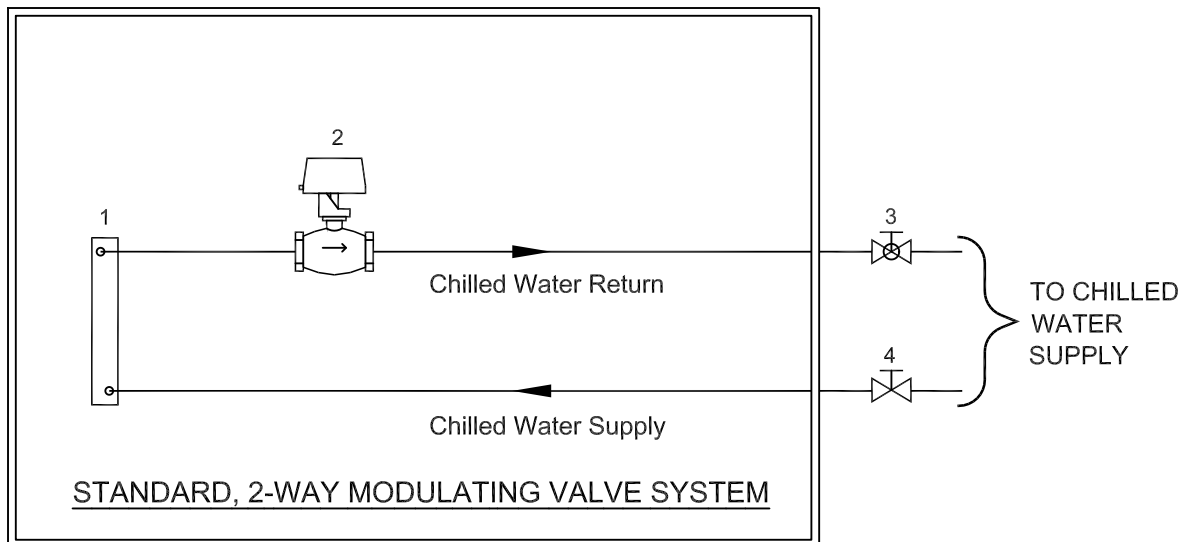 2
1
3
Chilled Water Return
TO CHILLED
WATER
SUPPLY
4
Chilled Water Supply
STANDARD, 2-WAY MODULATING VALVE SYSTEM